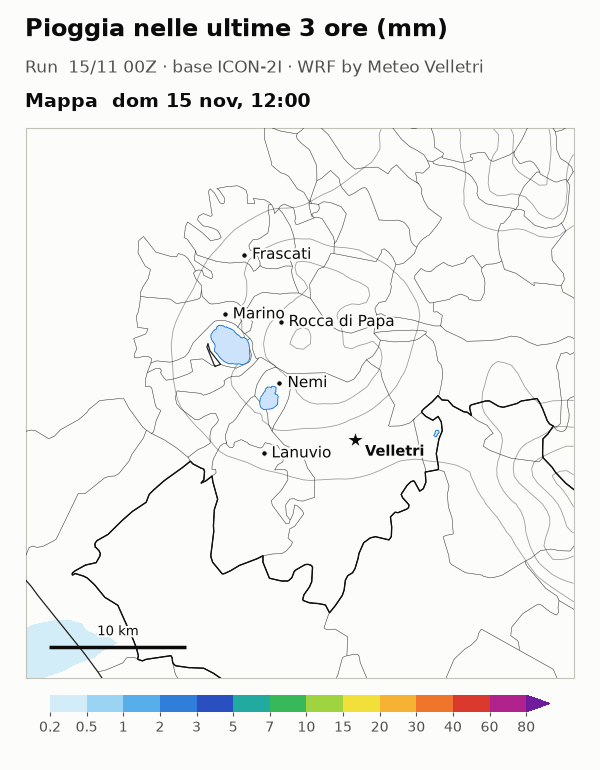 Pioggia nelle ultime 3 ore (mm)
Run  15/11 00Z · base ICON-2I · WRF by Meteo Velletri
Mappa  dom 15 nov, 12:00
Frascati
Marino
Rocca di Papa
Nemi
Velletri
Lanuvio
10 km
0.2 0.5 1 2 3 5 7 10 15 20 30 40 60 80